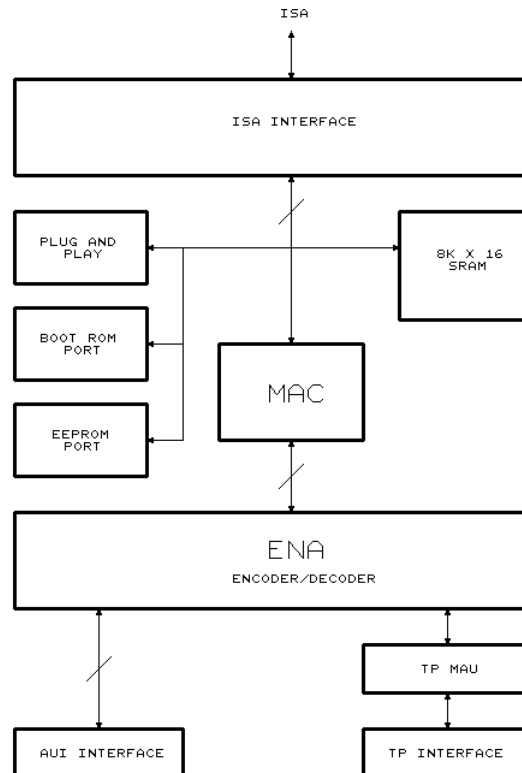 ISA
ISA INTERFACE
PLUG AND
PLAY
8K X 16
SRAM
BOOT ROM
PORT
MAC
EEPROM
PORT
ENA
ENCODER/DECODER
TP MAU
AUI INTERFACE
TP INTERFACE